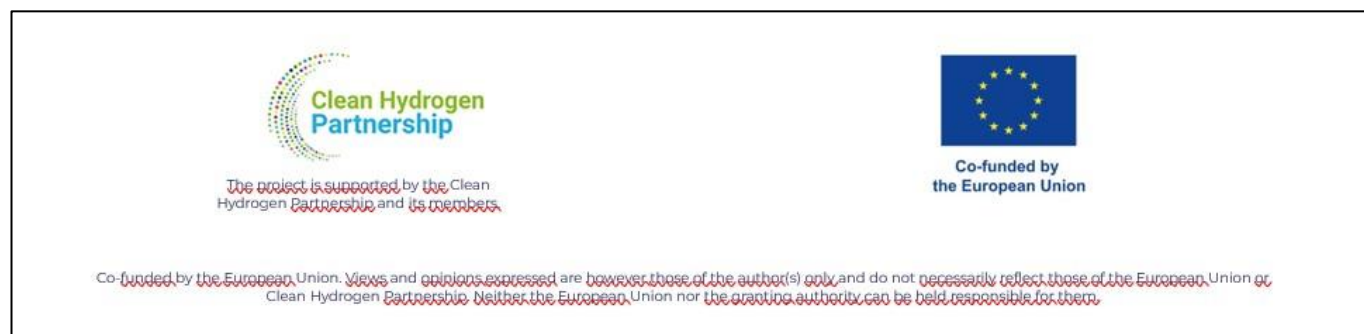 Clean Hydrogen
Partnership
The project is supported by the Clean
Hydrogen Partnership and its members.
Co-funded by
the European Union
Co-funded by the European Union. Views and opinions expressed are however those of the author(s) only and do not necessarily reflect those of the European Union or
Clean Hydrogen Partnership. Neither the European Union nor the granting authority can be held responsible for them.